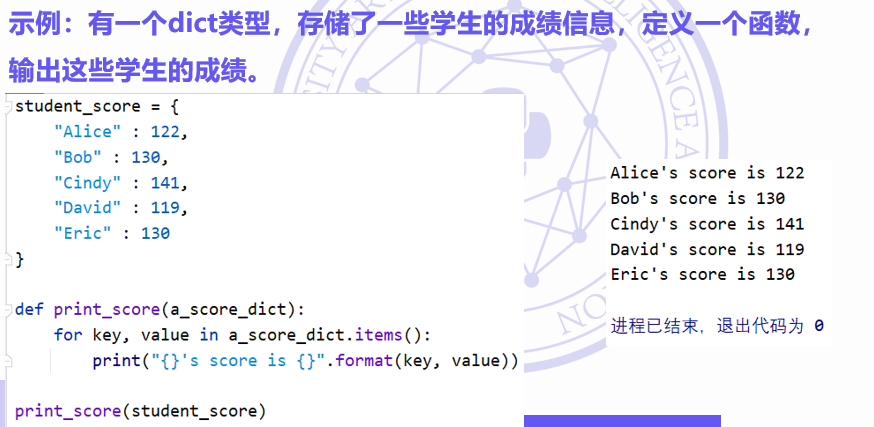 示例：有一个dict类型，存储了一些学生的成绩信息，定义一个函数，
输出这些学生的成绩。
student_score = {
    "Alice" : 122,
    "Bob" : 130,
    "Cindy" : 141,
    "David" : 119,
    "Eric" : 130
}
def print_score(a_score_dict):
    for key, value in a_score_dict.items():
        print("{}'s score is {}".format(key, value))
print_score(student_score)
Alice's score is 122
Bob's score is 130
Cindy's score is 141
David's score is 119
Eric's score is 130
进程已结束，退出代码为 0